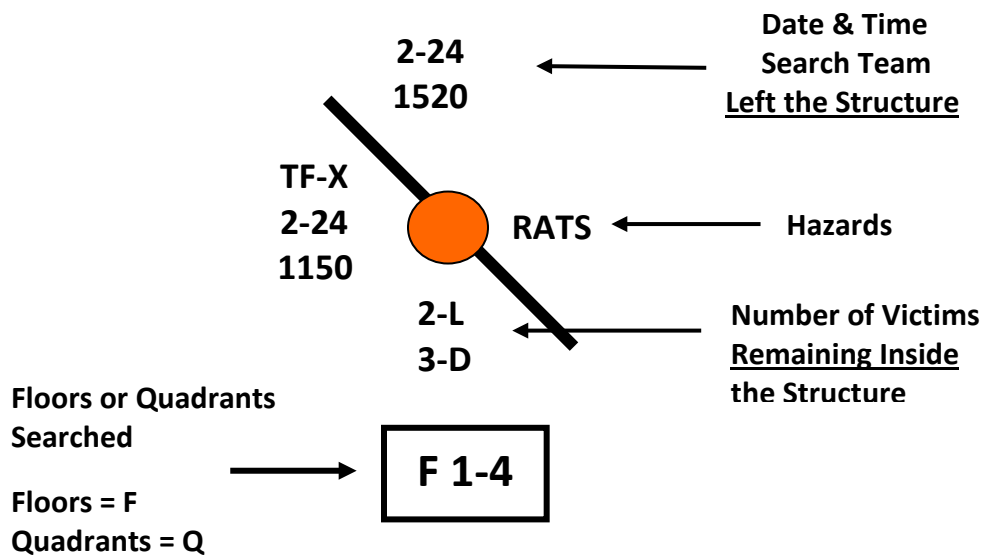 2-24
1520
Date & Time
Search Team
Left the Structure
TF-X
2-24
1150
RATS
Hazards
2-L
3-D
Number of Victims
Remaining Inside
the Structure
Floors or Quadrants
Searched
Floors = F
Quadrants = Q
F 1-4